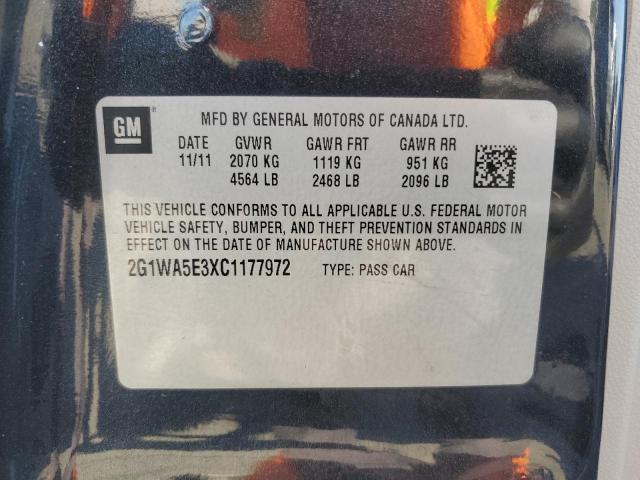 GM
MFD BY GENERAL MOTORS OF CANADA LTD.
DATE GVWR GAWR FRT GAWR RR
11/11 2070 KG 1119 KG 951 KG
4564 LB 2468 LB 2096 LB
THIS VEHICLE CONFORMS TO ALL APPLICABLE U.S. FEDERAL MOTOR
VEHICLE SAFETY, BUMPER, AND THEFT PREVENTION STANDARDS IN
EFFECT ON THE DATE OF MANUFACTURE SHOWN ABOVE.
2G1WA5E3XC1177972 TYPE: PASS CAR